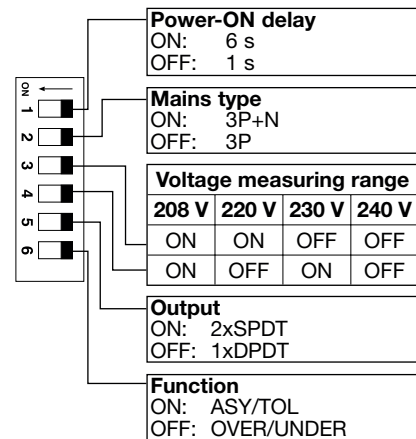 Power-ON delay
ON: 6 s
OFF: 1 s
ON
1
2
3
4
5
6
Mains type
ON: 3P+N
OFF: 3P
Voltage measuring range
208 V 220 V 230 V 240 V
ON ON OFF OFF
ON OFF ON OFF
Output
ON: 2xSPDT
OFF: 1xDPDT
Function
ON: ASY/TOL
OFF: OVER/UNDER